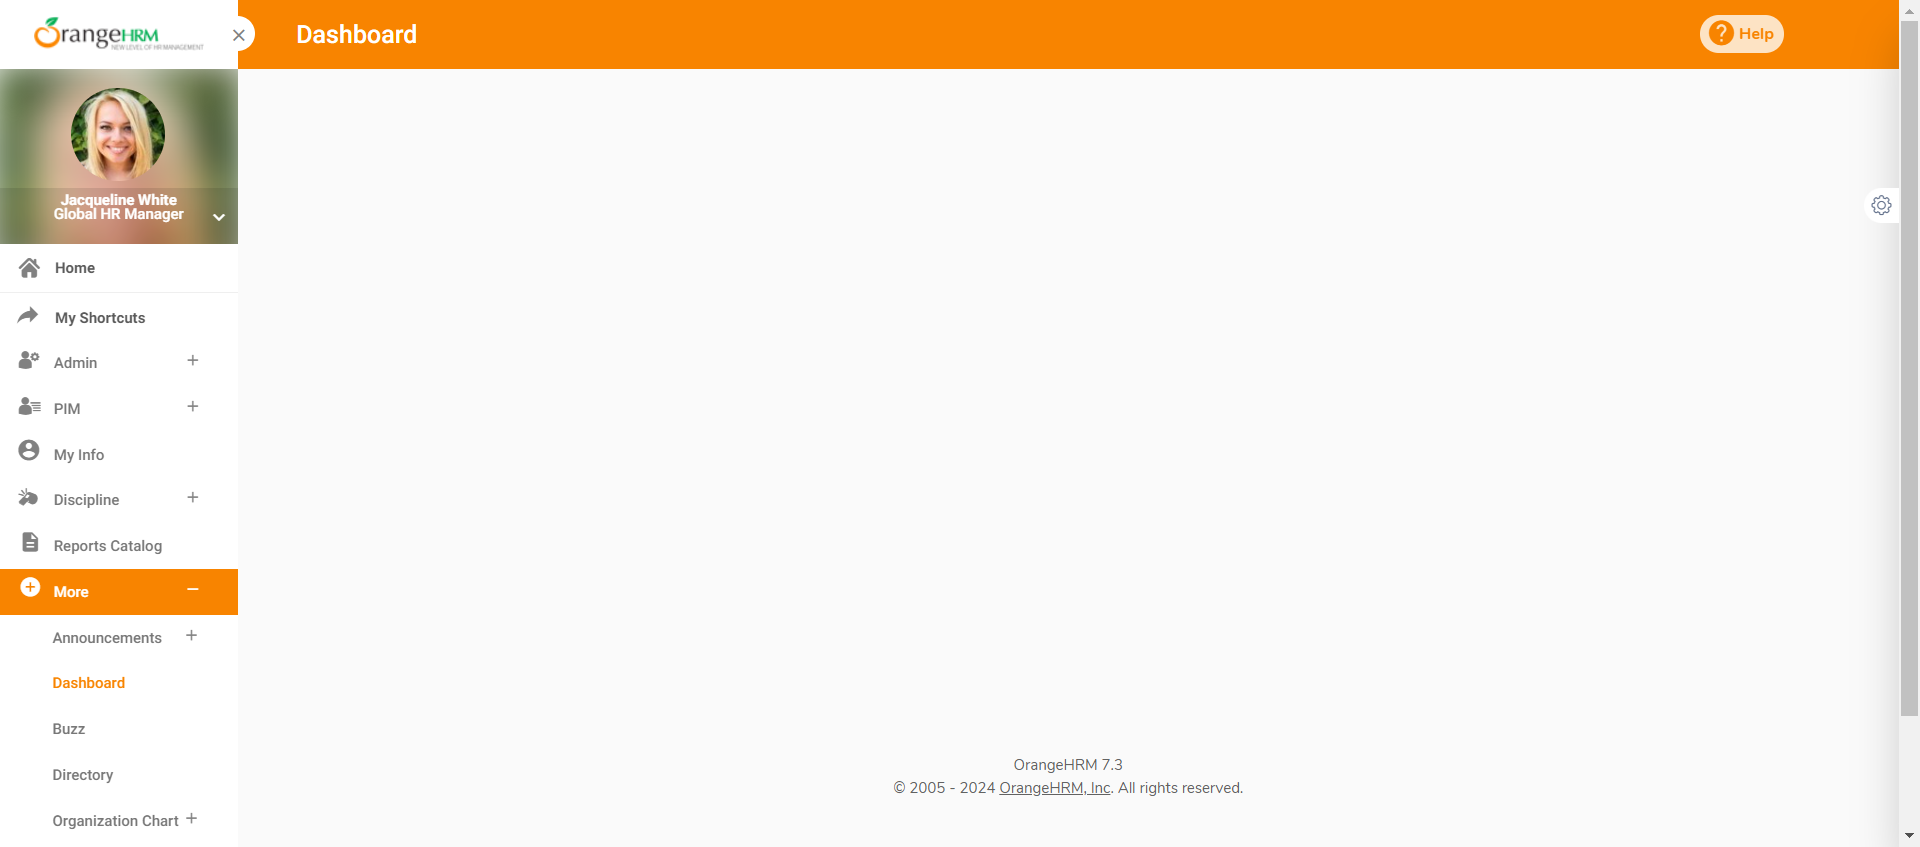 OrangeHRM
NEW LEVEL OF HR MANAGEMENT
Dashboard
? Help
Jacqueline White
Global HR Manager
Home
My Shortcuts
Admin
PIM
My Info
Discipline
Reports Catalog
More
Announcements
Dashboard
Buzz
Directory
Organization Chart
OrangeHRM 7.3
© 2005 - 2024 OrangeHRM, Inc. All rights reserved.